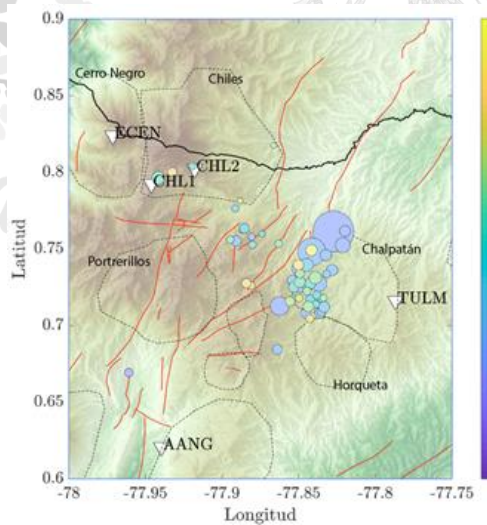 0.9
Cerro Negro
Chiles
0.85
ECEN
CHL2
0.8
CHL1
Latitud
0.75
Portrerillos
Chalpatán
TULM
0.7
Horqueta
0.65
AANG
0.6
-78
-77.95
-77.9
-77.85
-77.8
-77.75
Longitud